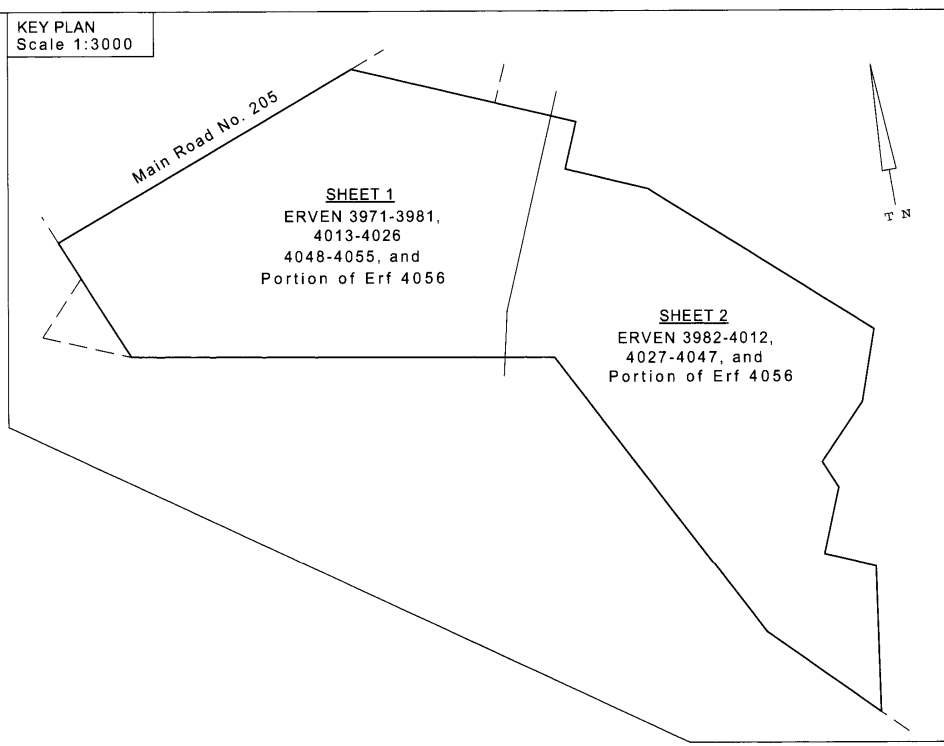 KEY PLAN
Scale 1:3000
Main Road No. 205
SHEET 1
ERVEN 3971-3981,
4013-4026
4048-4055, and
Portion of Erf 4056
T N
SHEET 2
ERVEN 3982-4012,
4027-4047, and
Portion of Erf 4056